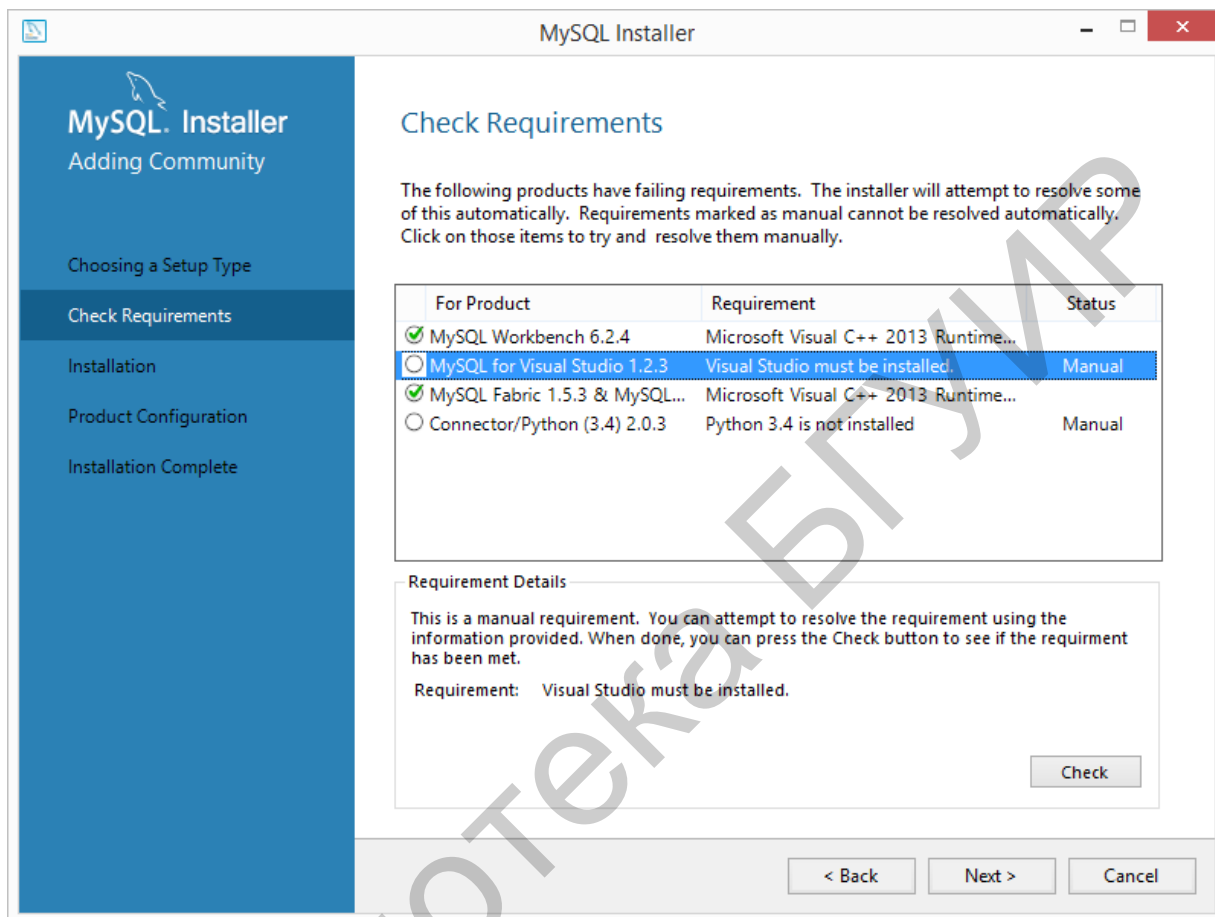 MySQL Installer
MySQL. Installer
Adding Community
Choosing a Setup Type
Check Requirements
Installation
Product Configuration
Installation Complete
Check Requirements
The following products have failing requirements. The installer will attempt to resolve some
of this automatically. Requirements marked as manual cannot be resolved automatically.
Click on those items to try and resolve them manually.
For Product Requirement Status
MySQL Workbench 6.2.4 Microsoft Visual C++ 2013 Runtime...
MySQL for Visual Studio 1.2.3 Visual Studio must be installed. Manual
MySQL Fabric 1.5.3 & MySQL... Microsoft Visual C++ 2013 Runtime...
Connector/Python (3.4) 2.0.3 Python 3.4 is not installed Manual
Requirement Details
This is a manual requirement. You can attempt to resolve the requirement using the
information provided. When done, you can press the Check button to see if the requirment
has been met.
Requirement: Visual Studio must be installed.
Check
< Back Next > Cancel
отека БГУИР